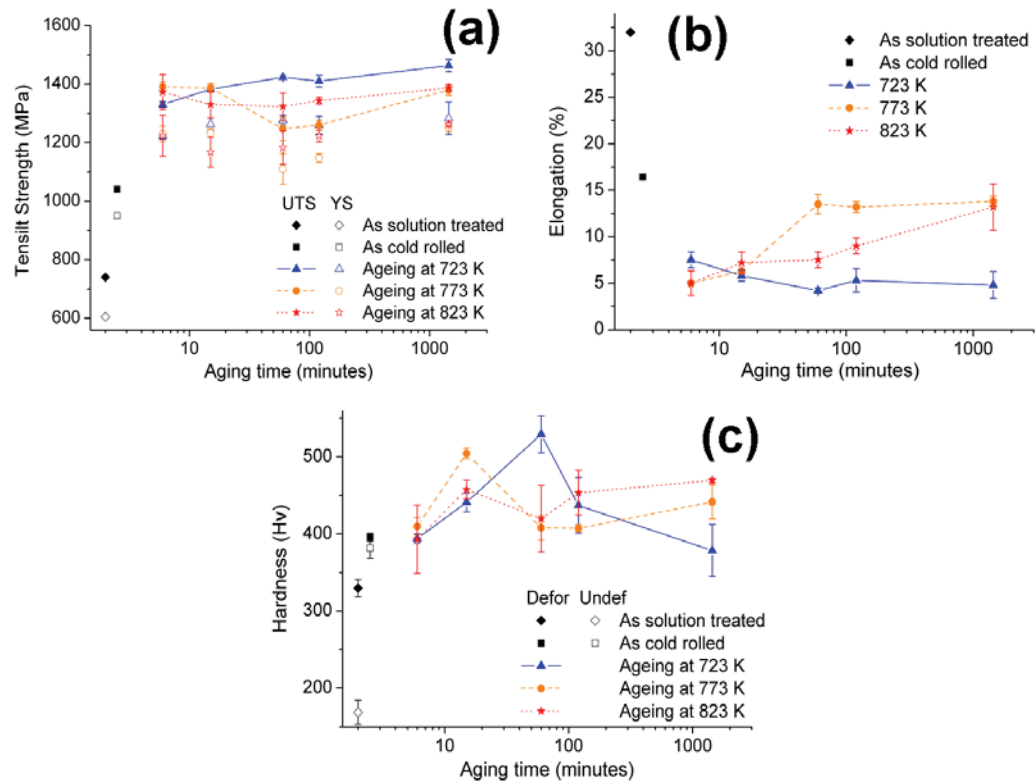 (a)
1600
1400
1200
1000
800
600
Tensilt Strength (MPa)
UTS YS
As solution treated
As cold rolled
Ageing at 723 K
Ageing at 773 K
Ageing at 823 K
10 100 1000
Aging time (minutes)
(b)
30
25
20
15
10
5
0
Elongation (%)
As solution treated
As cold rolled
723 K
773 K
823 K
10 100 1000
Aging time (minutes)
(c)
500
400
300
200
Hardness (Hv)
Defor Undef
As solution treated
As cold rolled
Ageing at 723 K
Ageing at 773 K
Ageing at 823 K
10 100 1000
Aging time (minutes)